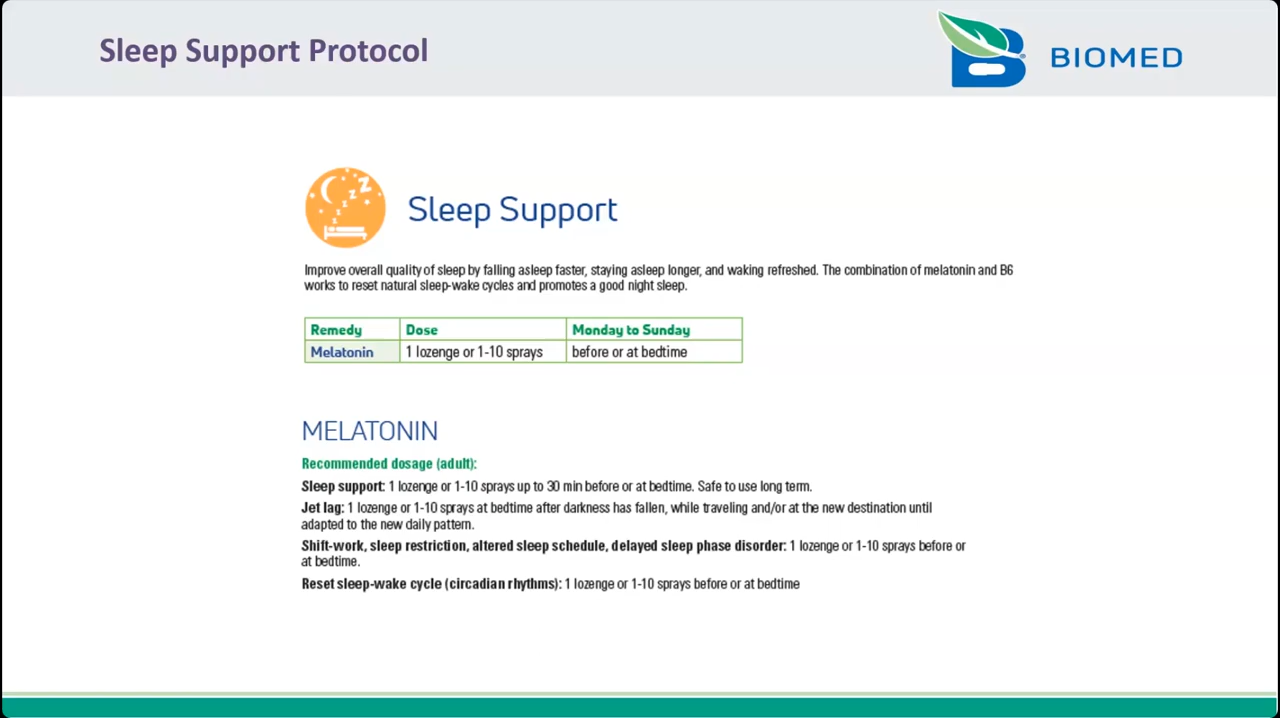 Sleep Support Protocol
BIOMED
Sleep Support
Improve overall quality of sleep by falling asleep faster, staying asleep longer, and waking refreshed. The combination of melatonin and B6
works to reset natural sleep-wake cycles and promotes a good night sleep.
Remedy Dose Monday to Sunday
Melatonin 1 lozenge or 1-10 sprays before or at bedtime
MELATONIN
Recommended dosage (adult):
Sleep support: 1 lozenge or 1-10 sprays up to 30 min before or at bedtime. Safe to use long term.
Jet lag: 1 lozenge or 1-10 sprays at bedtime after darkness has fallen, while traveling and/or at the new destination until
adapted to the new daily pattern.
Shift-work, sleep restriction, altered sleep schedule, delayed sleep phase disorder: 1 lozenge or 1-10 sprays before or
at bedtime.
Reset sleep-wake cycle (circadian rhythms): 1 lozenge or 1-10 sprays before or at bedtime